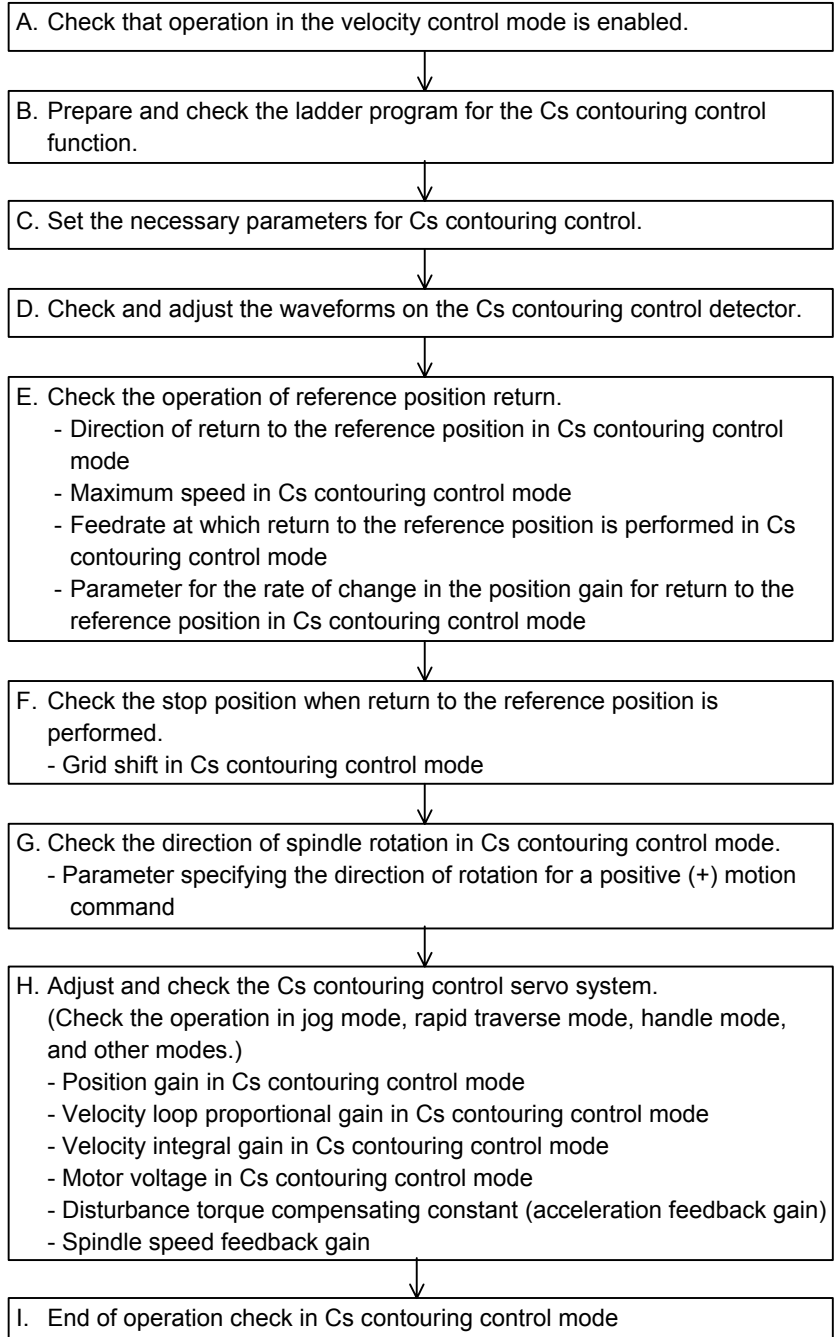 A. Check that operation in the velocity control mode is enabled.
B. Prepare and check the ladder program for the Cs contouring control
function.
C. Set the necessary parameters for Cs contouring control.
D. Check and adjust the waveforms on the Cs contouring control detector.
E. Check the operation of reference position return.
- Direction of return to the reference position in Cs contouring control
mode
- Maximum speed in Cs contouring control mode
- Feedrate at which return to the reference position is performed in Cs
contouring control mode
- Parameter for the rate of change in the position gain for return to the
reference position in Cs contouring control mode
F. Check the stop position when return to the reference position is
performed.
- Grid shift in Cs contouring control mode
G. Check the direction of spindle rotation in Cs contouring control mode.
- Parameter specifying the direction of rotation for a positive (+) motion
command
H. Adjust and check the Cs contouring control servo system.
(Check the operation in jog mode, rapid traverse mode, handle mode,
and other modes.)
- Position gain in Cs contouring control mode
- Velocity loop proportional gain in Cs contouring control mode
- Velocity integral gain in Cs contouring control mode
- Motor voltage in Cs contouring control mode
- Disturbance torque compensating constant (acceleration feedback gain)
- Spindle speed feedback gain
I. End of operation check in Cs contouring control mode